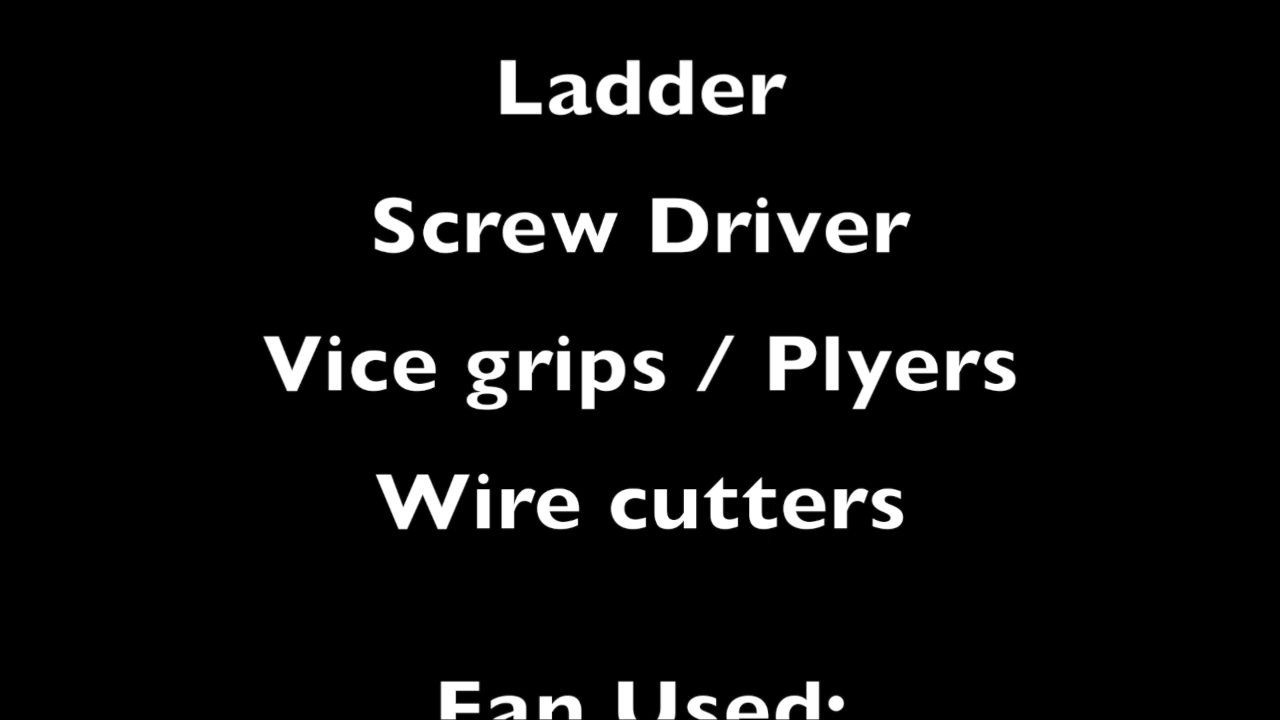 Ladder
Screw Driver
Vice grips / Plyers
Wire cutters
Fan Used: